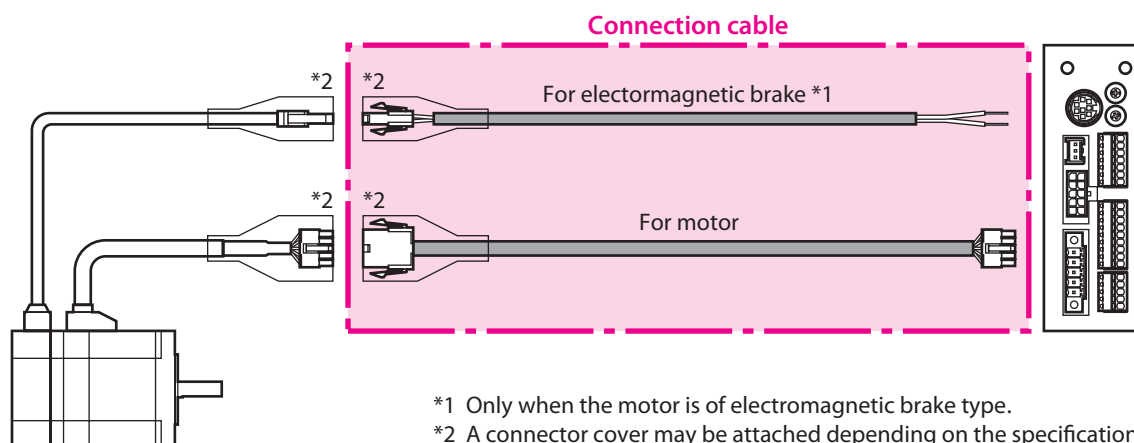 Connection cable
*2 *2
For electormagnetic brake *1
*2 *2
For motor
*1 Only when the motor is of electromagnetic brake type.
*2 A connector cover may be attached depending on the specification